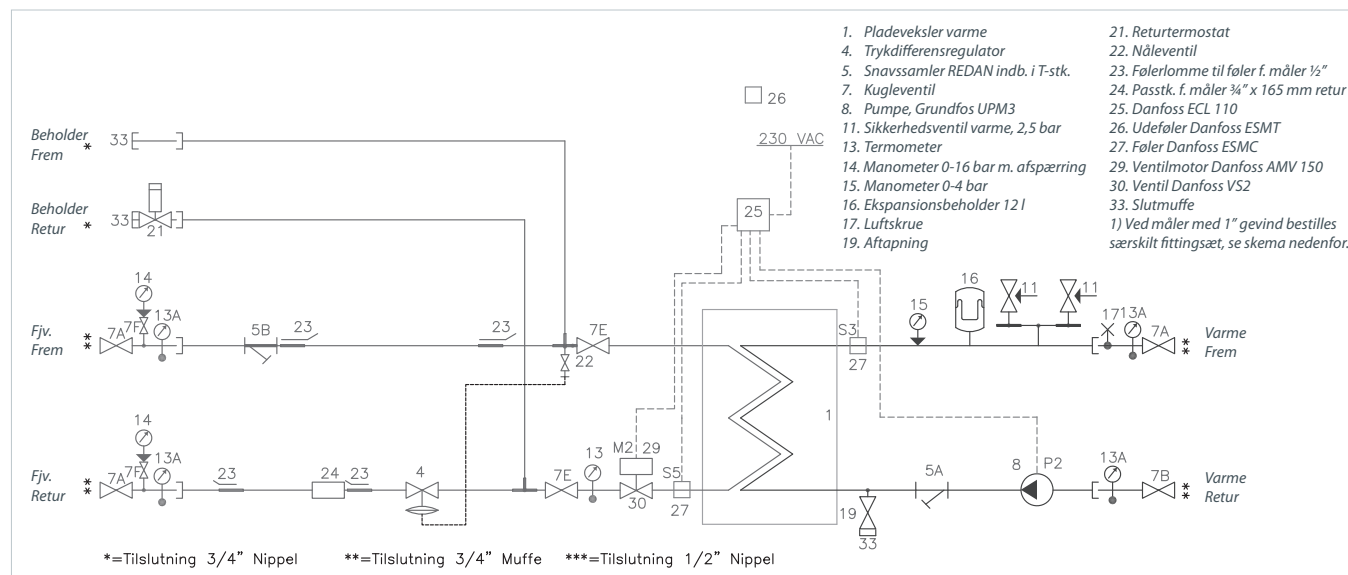 1. Pladeveksler varme
4. Trykdifferensregulator
5. Snavssamler REDAN indb. i T-stk.
7. Kugleventil
8. Pumpe, Grundfos UPM3
11. Sikkerhedsventil varme, 2,5 bar
13. Termometer
14. Manometer 0-16 bar m. afspærring
15. Manometer 0-4 bar
16. Ekspansionsbeholder 12 l
17. Luftskrue
19. Aftapning
21. Returtermostat
22. Nåleventil
23. Følerlomme til føler f. måler ½”
24. Passtk. f. måler ¾” x 165 mm retur
25. Danfoss ECL 110
26. Udeføler Danfoss ESMT
27. Føler Danfoss ESMC
29. Ventilmotor Danfoss AMV 150
30. Ventil Danfoss VS2
33. Slutmuffe
1) Ved måler med 1” gevind bestilles
særskilt fittingsæt, se skema nedenfor.
26
230 VAC
25
Beholder
Frem
*
33
Beholder
Retur
*
33
21
14
7A
7F
13A
5B
23
23
7E
22
Fjv.
Frem
**
S3
27
15
16
11
11
17
13A
7A
**
Varme
Frem
1
14
7A
7F
13A
23
24
23
4
7E
13
M2
29
30
S5
27
Fjv.
Retur
**
19
33
5A
8
P2
13A
7B
**
Varme
Retur
*=Tilslutning 3/4” Nippel
**=Tilslutning 3/4” Muffe
***=Tilslutning 1/2” Nippel